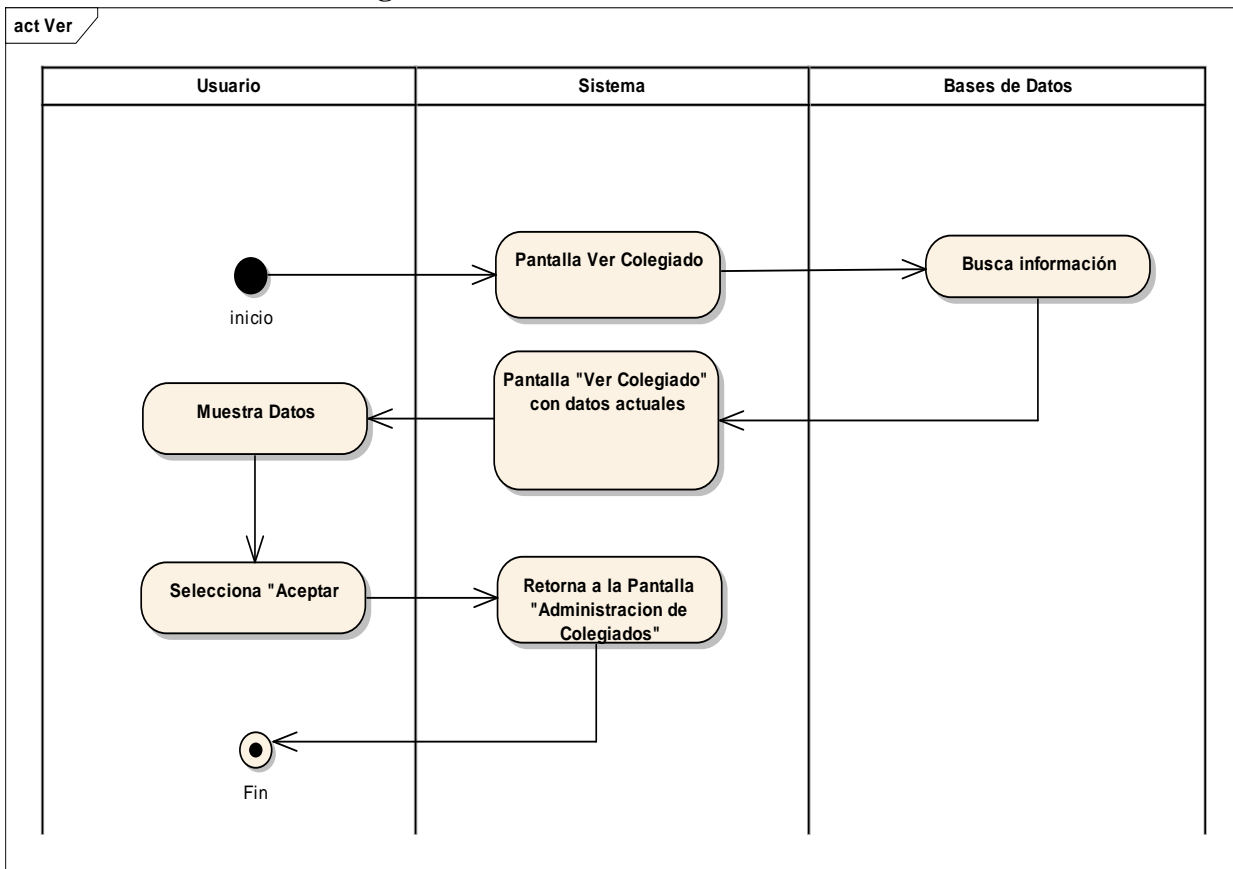 act Ver
Usuario
Sistema
Bases de Datos
Pantalla Ver Colegiado
Busca información
inicio
Pantalla "Ver Colegiado"
con datos actuales
Muestra Datos
Selecciona "Aceptar
Retorna a la Pantalla
"Administracion de
Colegiados"
Fin